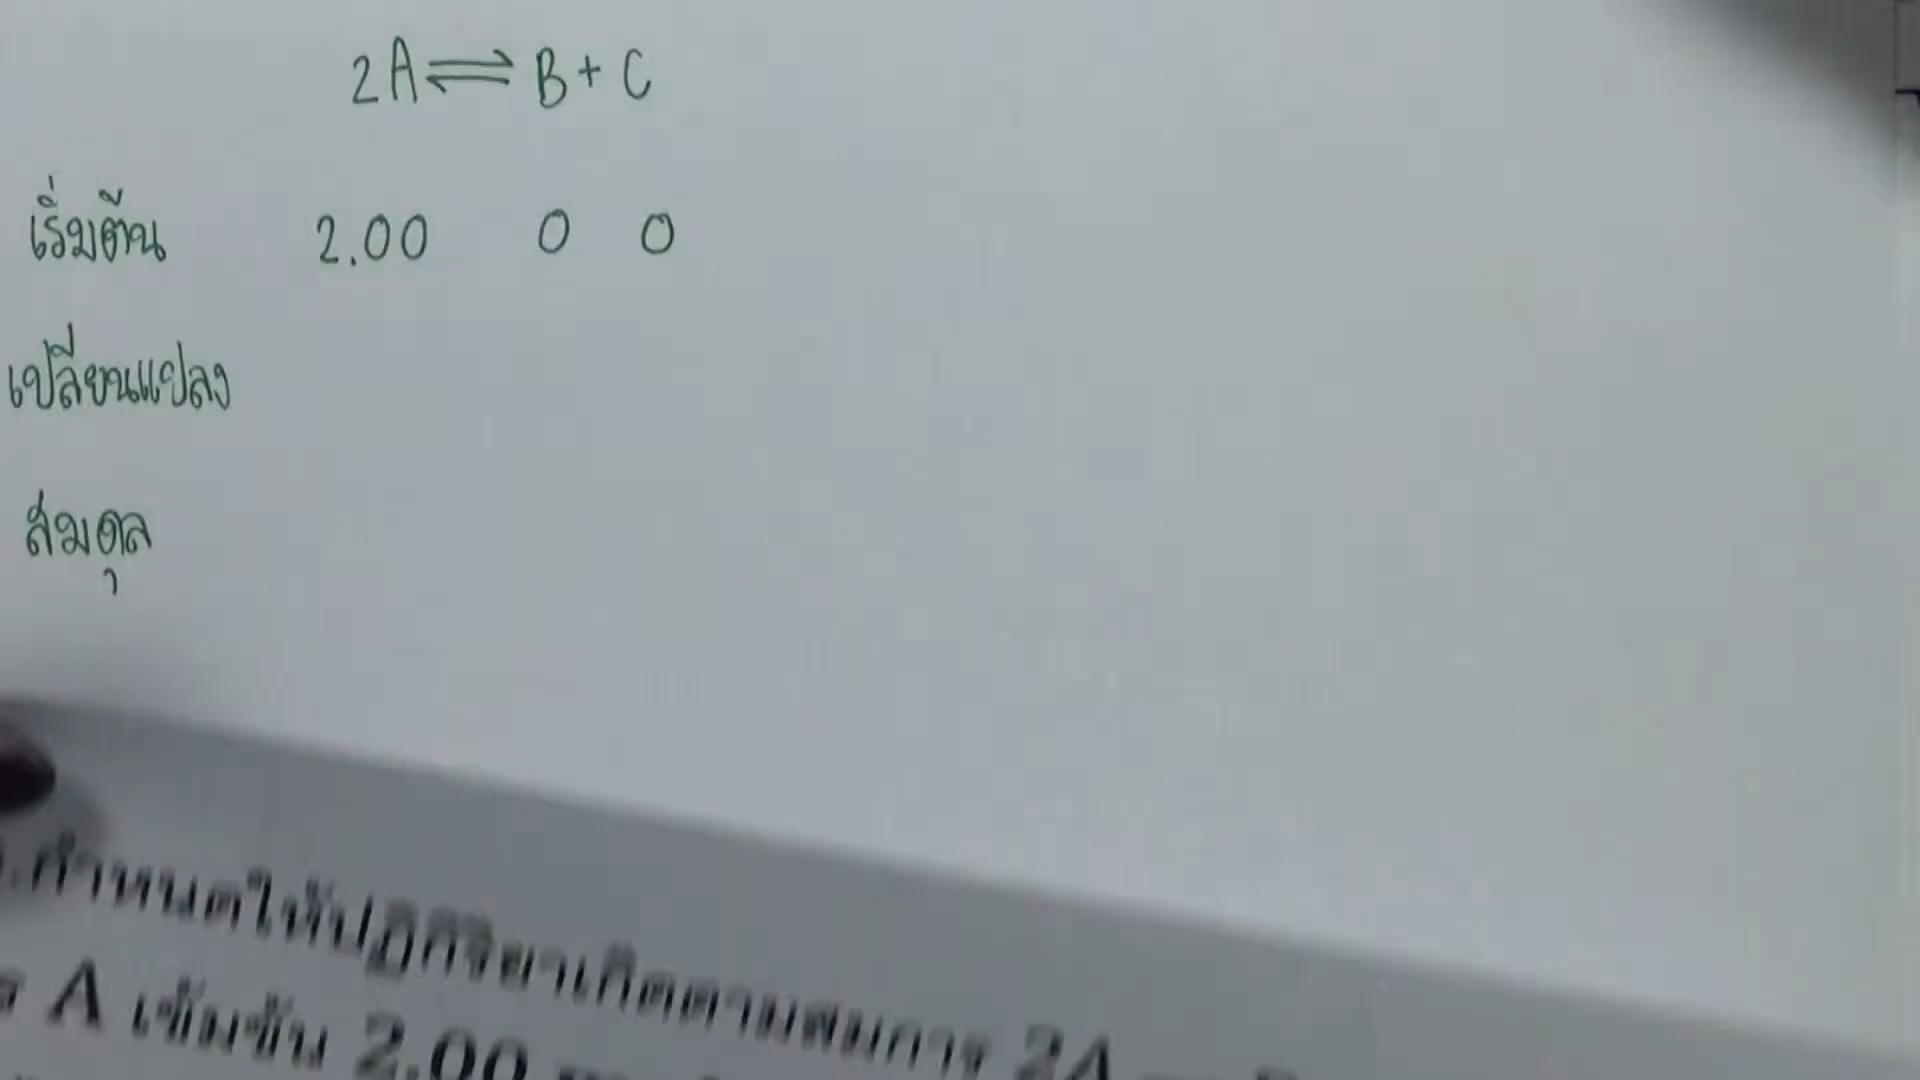 2A ⇌ B + C
เริ่มต้น 2.00 0 0
เปลี่ยนแปลง
สมดุล
.กำหนดให้ปฏิกิริยาเกิดตามสมการ 2A
A เข้มข้น 2.00